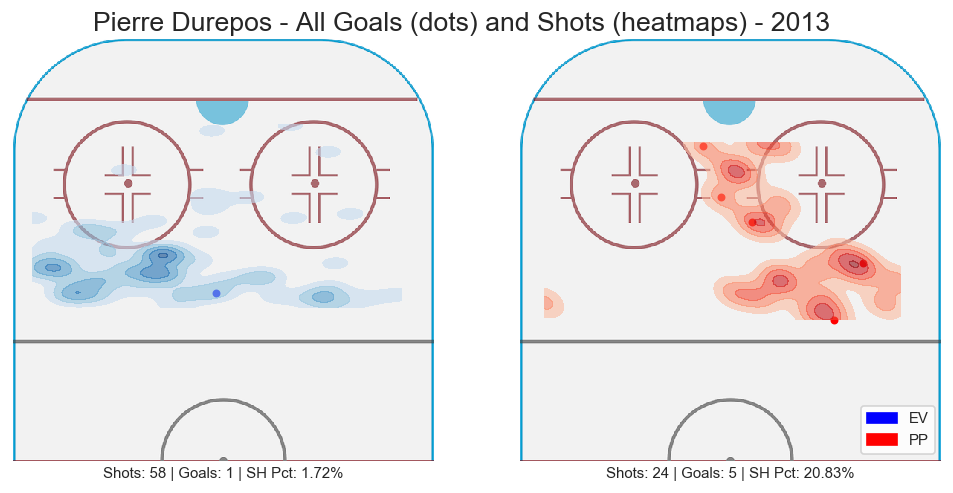 Pierre Durepos - All Goals (dots) and Shots (heatmaps) - 2013
EV
PP
Shots: 58 | Goals: 1 | SH Pct: 1.72%
Shots: 24 | Goals: 5 | SH Pct: 20.83%